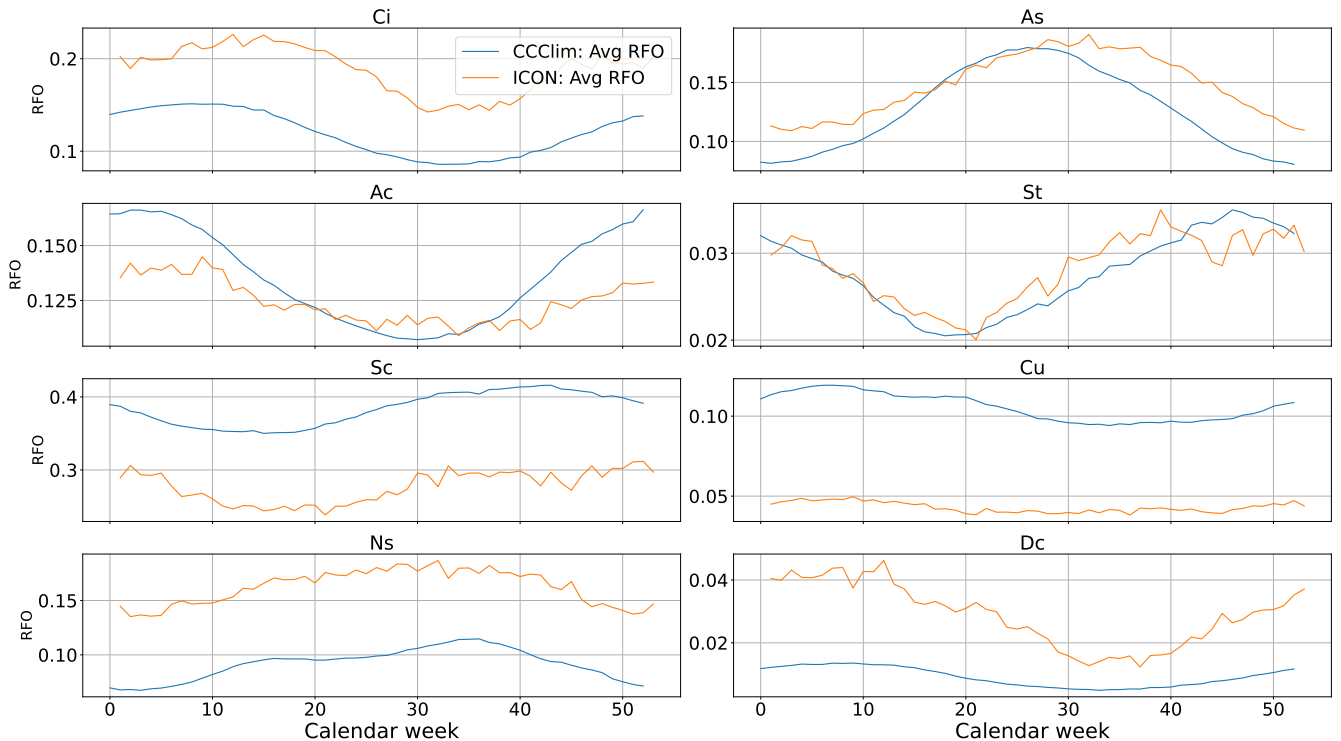 Ci
As
CCClim: Avg RFO
ICON: Avg RFO
RFO
0.2
0.1
0.15
0.10
Ac
St
RFO
0.150
0.125
0.03
0.02
Sc
Cu
RFO
0.4
0.3
0.10
0.05
Ns
Dc
RFO
0.15
0.10
0.04
0.02
0 10 20 30 40 50
0 10 20 30 40 50
Calendar week
Calendar week